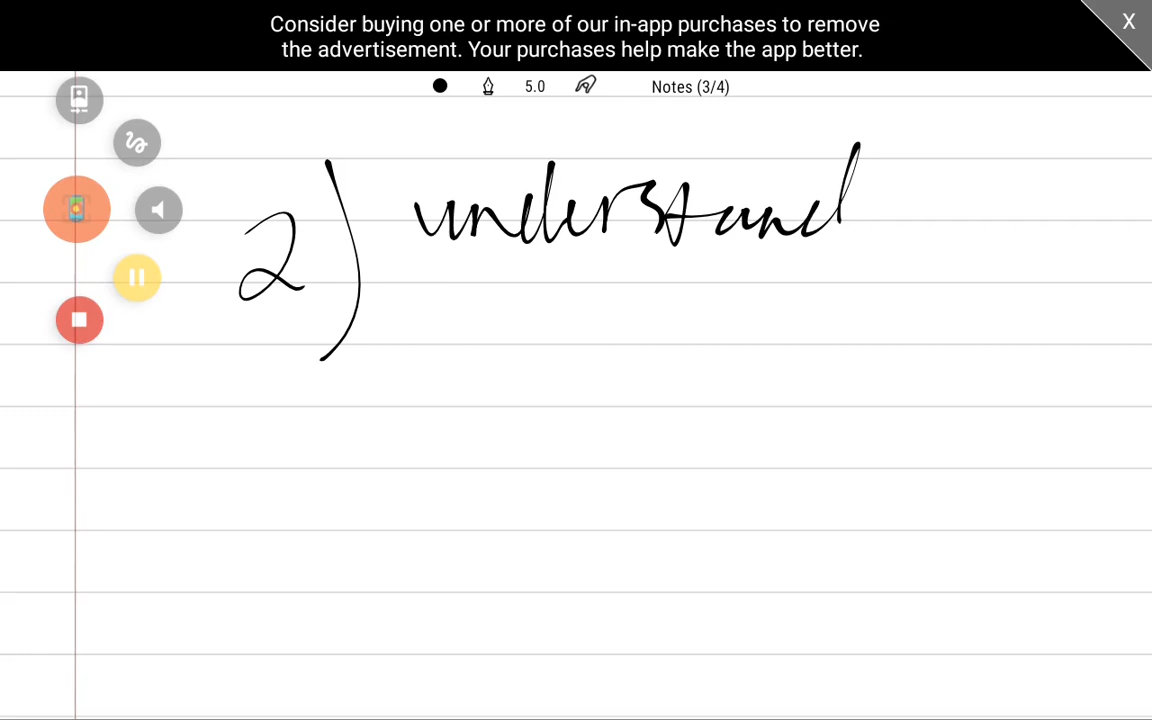 Consider buying one or more of our in-app purchases to remove
the advertisement. Your purchases help make the app better.
X
5.0 Notes (3/4)
2) understand